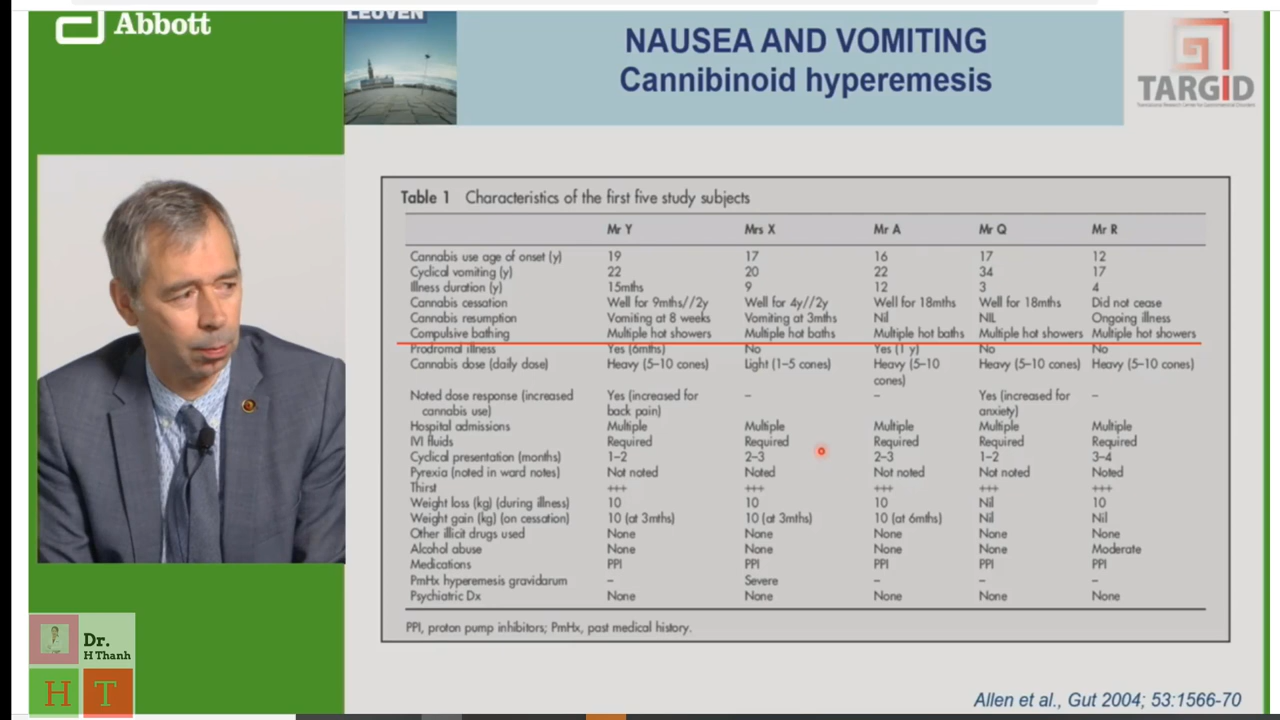 Abbott
LEUVEN
NAUSEA AND VOMITING
Cannibinoid hyperemesis
TARGID
Table 1 Characteristics of the first five study subjects
Mr Y Mrs X Mr A Mr Q Mr R
Cannabis use age of onset (y) 19 17 16 17 12
Cyclical vomiting (y) 22 20 22 34 17
Illness duration (y) 15mths 9 12 3 4
Cannabis cessation Well for 9mths//2y Well for 4y//2y Well for 18mths Well for 18mths Did not cease
Cannabis resumption Vomiting at 8 weeks Vomiting at 3mths Nil NIL Ongoing illness
Compulsive bathing Multiple hot showers Multiple hot baths Multiple hot baths Multiple hot showers Multiple hot showers
Prodromal illness Yes (6mths) No Yes (1 y) No No
Cannabis dose (daily dose) Heavy (5–10 cones) Light (1–5 cones) Heavy (5–10 Heavy (5–10 cones) Heavy (5–10 cones)
cones)
Noted dose response (increased Yes (increased for – – Yes (increased for –
cannabis use) back pain) anxiety)
Hospital admissions Multiple Multiple Multiple Multiple Multiple
IVI fluids Required Required Required Required Required
Cyclical presentation (months) 1–2 2–3 2–3 1–2 3–4
Pyrexia (noted in ward notes) Not noted Noted Not noted Not noted Noted
Thirst +++ +++ +++ +++ +++
Weight loss (kg) (during illness) 10 10 10 Nil 10
Weight gain (kg) (on cessation) 10 (at 3mths) 10 (at 3mths) 10 (at 6mths) Nil Nil
Other illicit drugs used None None None None None
Alcohol abuse None None None None Moderate
Medications PPI PPI PPI PPI PPI
PmHx hyperemesis gravidarum – Severe – – –
Psychiatric Dx None None None None None
PPI, proton pump inhibitors; PmHx, past medical history.
Allen et al., Gut 2004; 53:1566-70
Dr.
H Thanh
H T